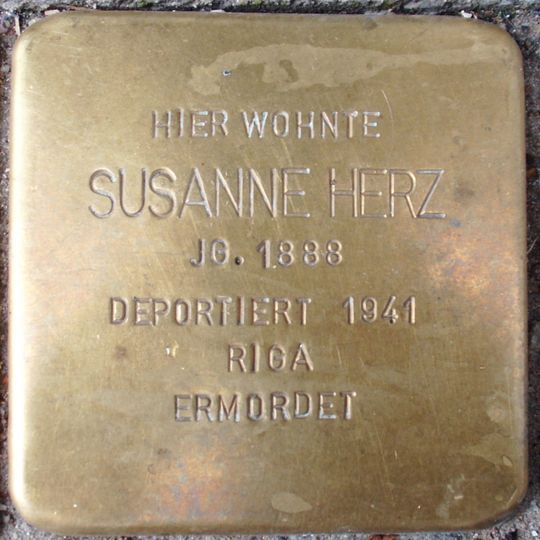 HIER WOHNTE
SUSANNE HERZ
JG. 1888
DEPORTIERT 1941
RIGA
ERMORDET